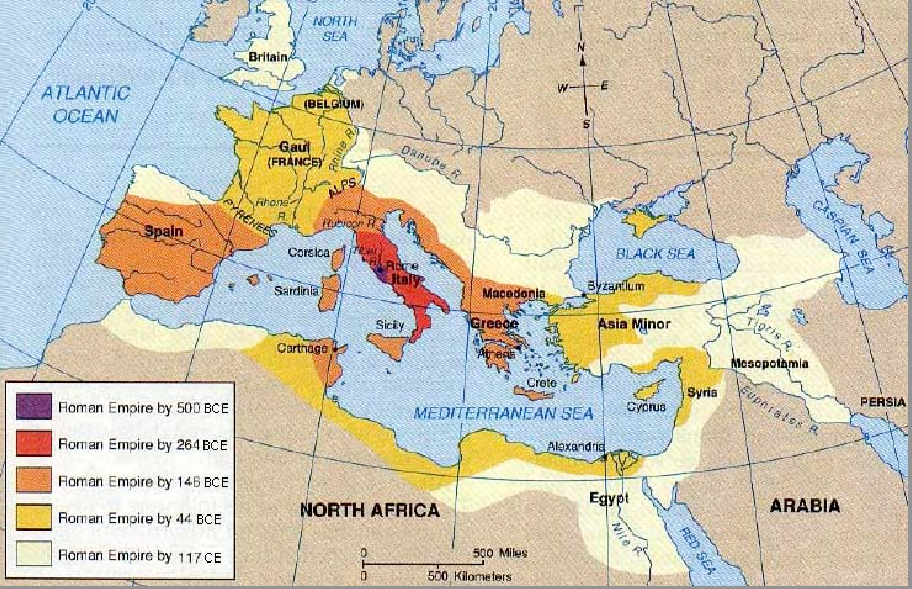 NORTH
SEA
Britain
ATLANTIC
OCEAN
N
W
E
S
(BELGIUM)
Gaul
(FRANCE)
Rhine R.
Danube R.
ALPS
Rhone
R.
PYRENEES
Rubicon R.
Spain
Corsica
Rome
Italy
Sardinia
Sicily
Carthage
Macedonia
Greece
Athens
Crete
BLACK SEA
CASPIAN SEA
Byzantium
Asia Minor
Tigris R.
Mesopotamia
Euphrates R.
PERSIA
Syria
Cyprus
MEDITERRANEAN SEA
Alexandria
Egypt
Nile R.
RED SEA
ARABIA
NORTH AFRICA
Roman Empire by 500 BCE
Roman Empire by 264 BCE
Roman Empire by 146 BCE
Roman Empire by 44 BCE
Roman Empire by 117 CE
0
500 Miles
0
500 Kilometers